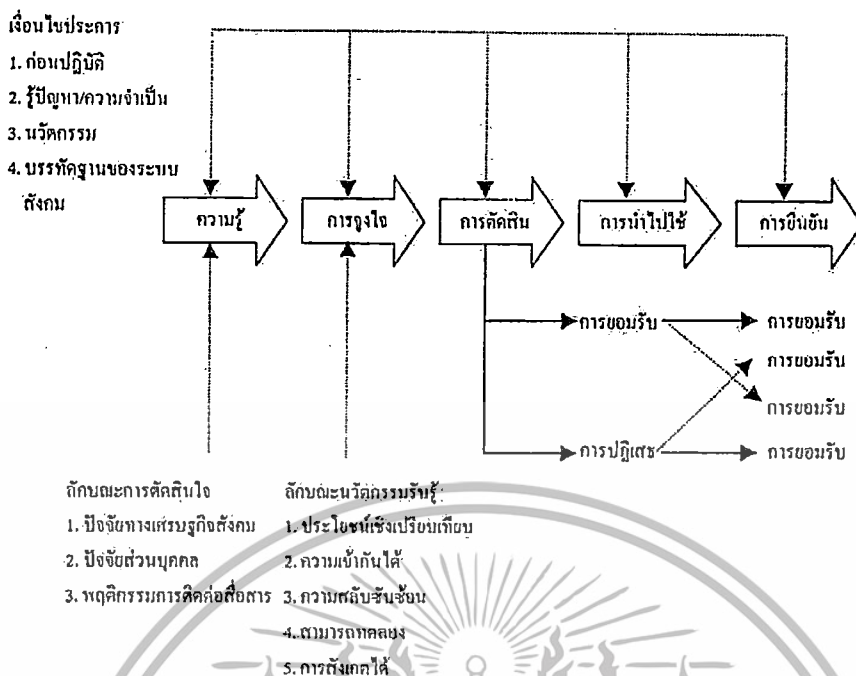 เงื่อนไขประการ
1. ก่อนปฏิบัติ
2. รู้ปัญหา/ความจำเป็น
3. นวัตกรรม
4. บรรทัดฐานของระบบ
สังคม
ความรู้
การจูงใจ
การตัดสิน
การนำไปใช้
การยืนยัน
การยอมรับ
การยอมรับ
การยอมรับ
การยอมรับ
การปฏิเสธ
การยอมรับ
ลักษณะการตัดสินใจ
1. ปัจจัยทางเศรษฐกิจสังคม
2. ปัจจัยส่วนบุคคล
3. พฤติกรรมการติดต่อสื่อสาร
ลักษณะนวัตกรรมรับรู้
1. ประโยชน์เชิงเปรียบเทียบ
2. ความเข้ากันได้
3. ความสลับซับซ้อน
4. สามารถทดลอง
5. การสังเกตได้